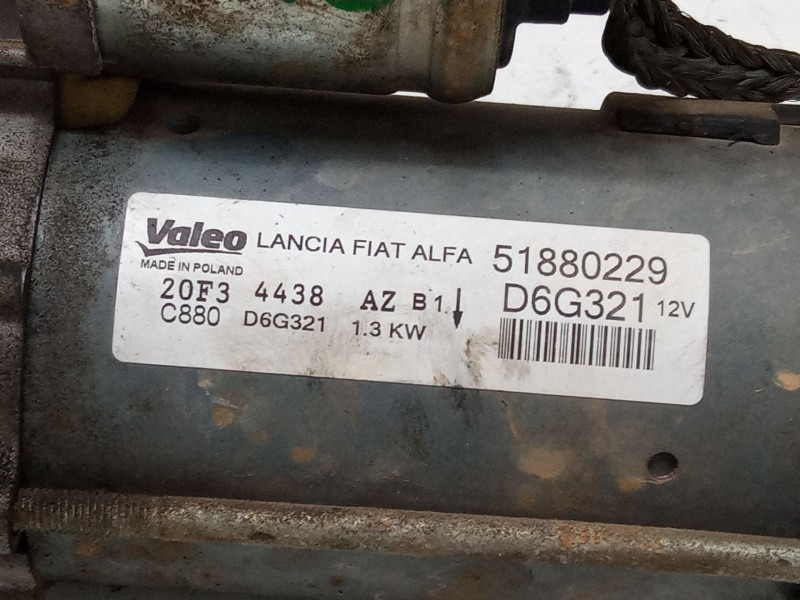 Valeo LANCIA FIAT ALFA 51880229
MADE IN POLAND
20F3 4438 AZ B1 D6G321 12V
C880 D6G321 1.3 KW